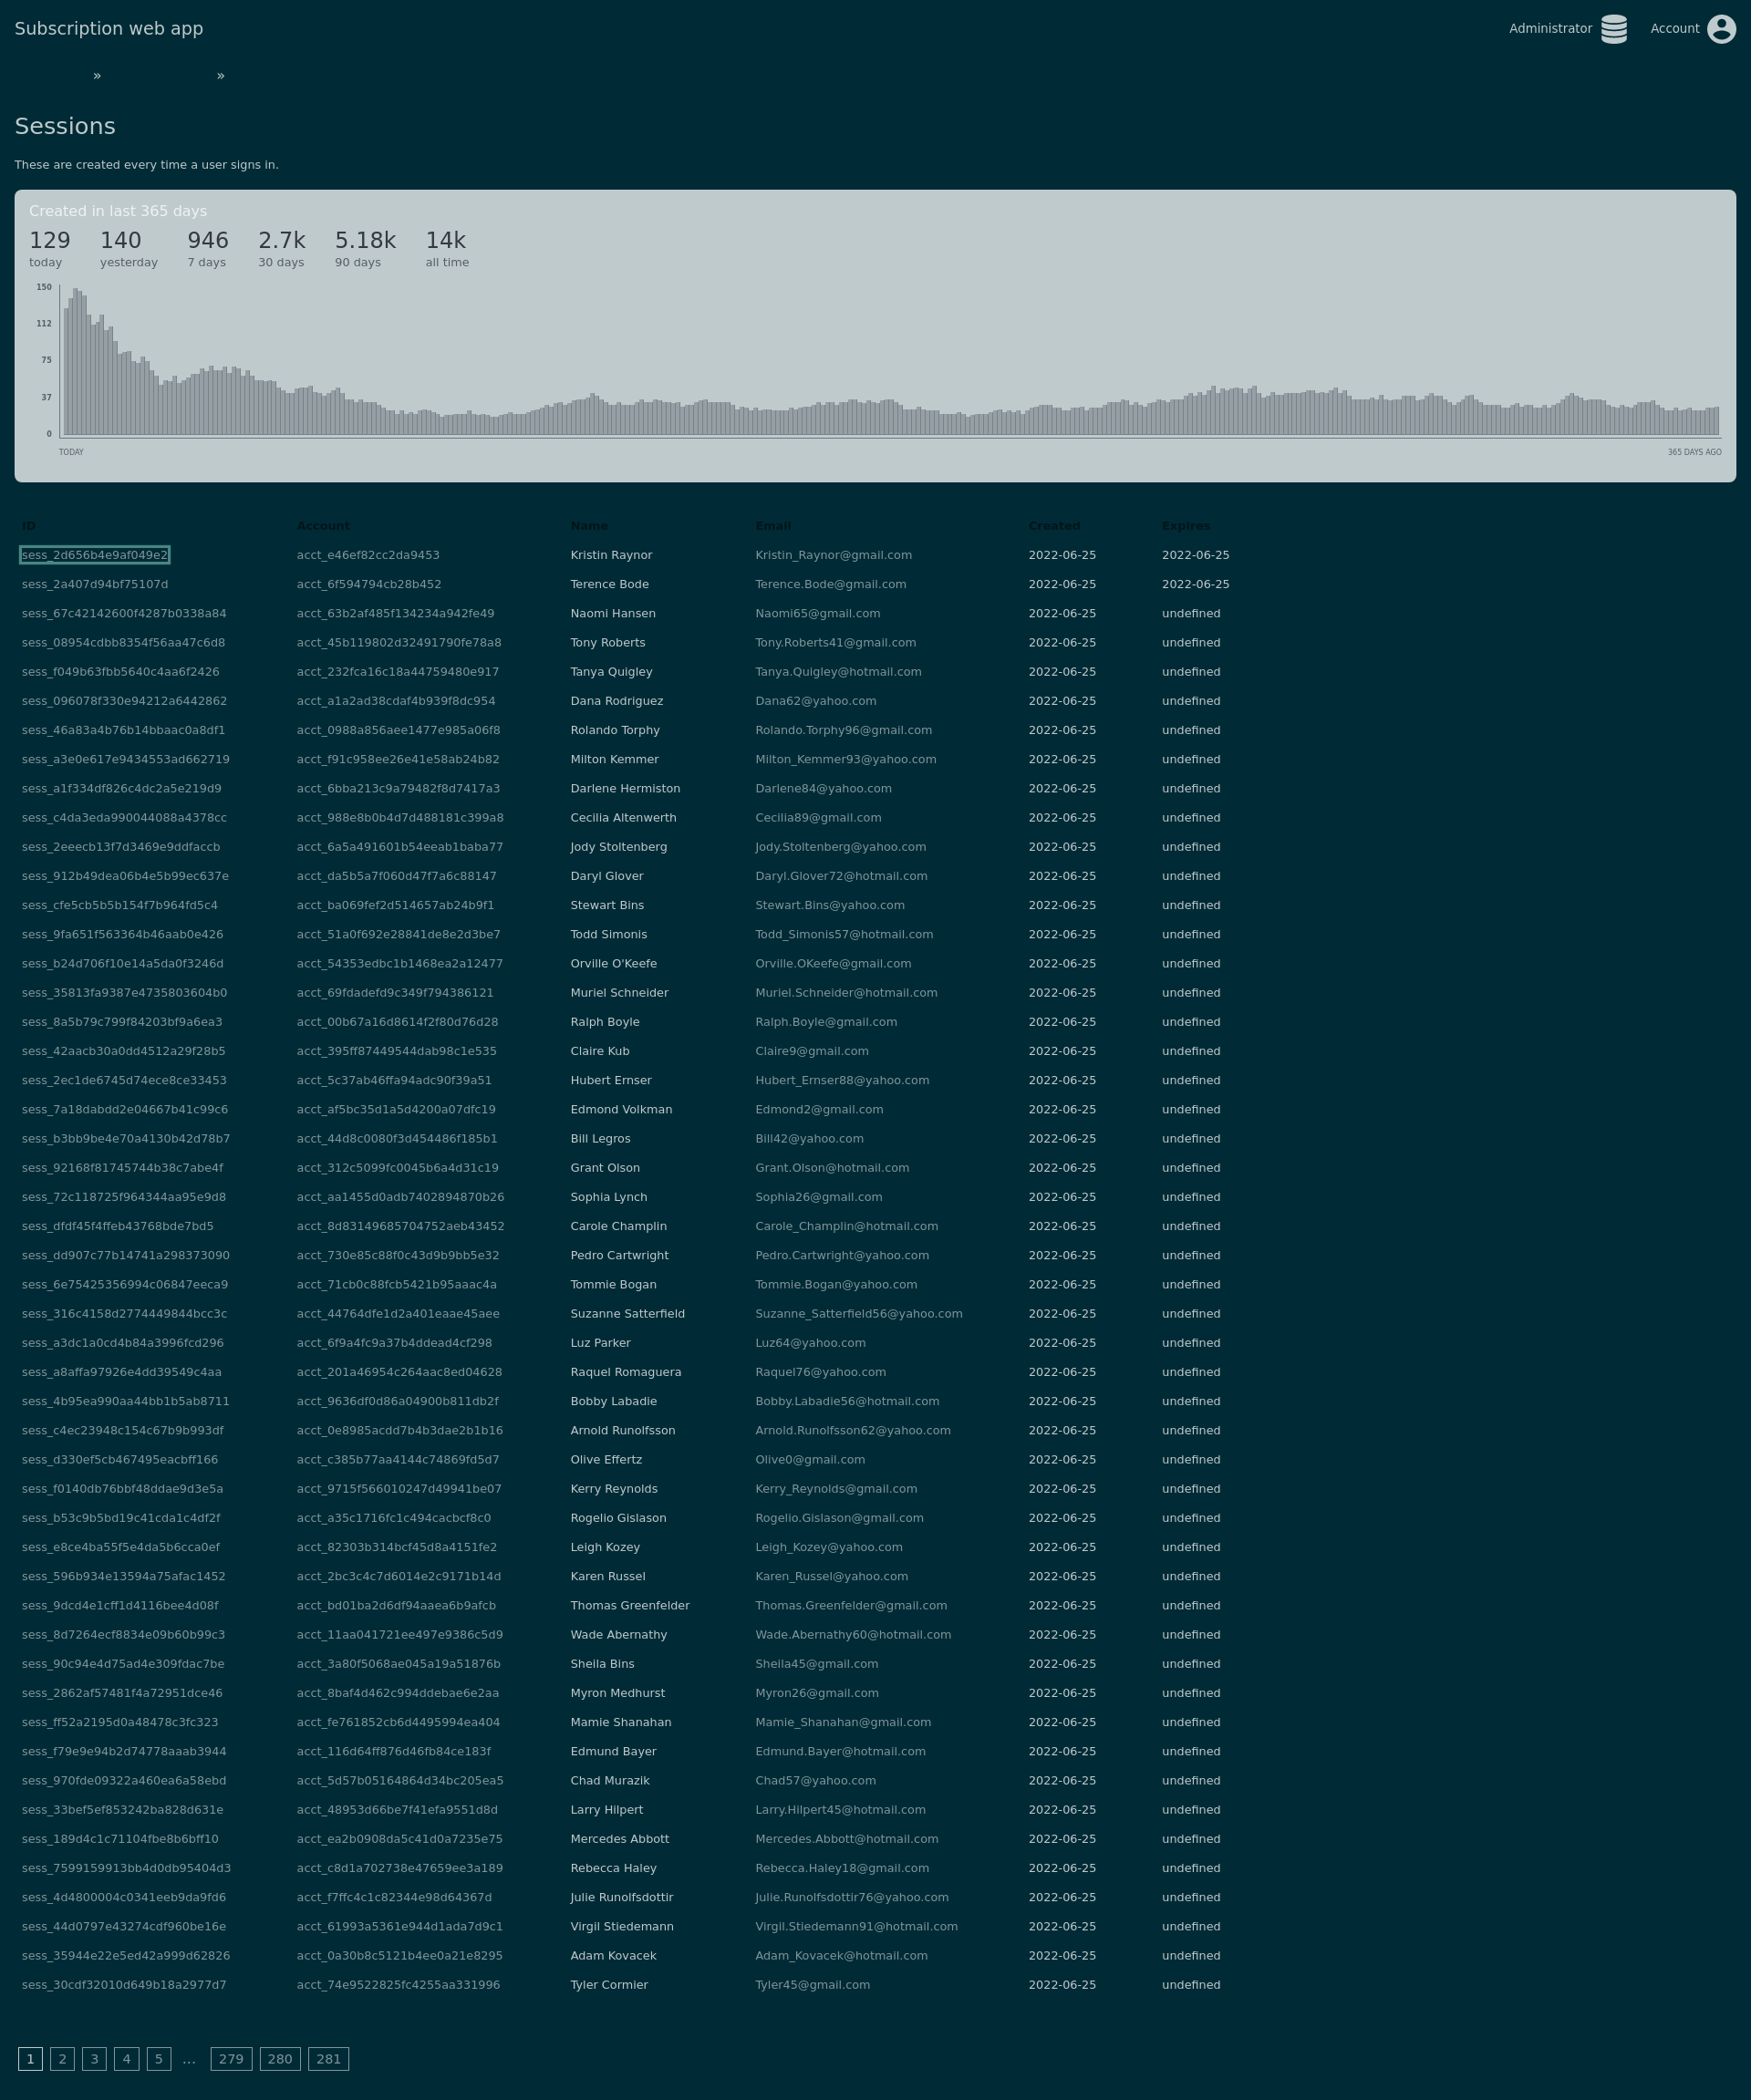 Subscription web app
Administrator Account
» »
Sessions
These are created every time a user signs in.
Created in last 365 days
129 140 946 2.7k 5.18k 14k
today yesterday 7 days 30 days 90 days all time
150
112
75
37
0
TODAY 365 DAYS AGO
ID Account Name Email Created Expires
sess_2d656b4e9af049e2 acct_e46ef82cc2da9453 Kristin Raynor Kristin_Raynor@gmail.com 2022-06-25 2022-06-25
sess_2a407d94bf75107d acct_6f594794cb28b452 Terence Bode Terence.Bode@gmail.com 2022-06-25 2022-06-25
sess_67c42142600f4287b0338a84 acct_63b2af485f134234a942fe49 Naomi Hansen Naomi65@gmail.com 2022-06-25 undefined
sess_08954cdbb8354f56aa47c6d8 acct_45b119802d32491790fe78a8 Tony Roberts Tony.Roberts41@gmail.com 2022-06-25 undefined
sess_f049b63fbb5640c4aa6f2426 acct_232fca16c18a44759480e917 Tanya Quigley Tanya.Quigley@hotmail.com 2022-06-25 undefined
sess_096078f330e94212a6442862 acct_a1a2ad38cdaf4b939f8dc954 Dana Rodriguez Dana62@yahoo.com 2022-06-25 undefined
sess_46a83a4b76b14bbaac0a8df1 acct_0988a856aee1477e985a06f8 Rolando Torphy Rolando.Torphy96@gmail.com 2022-06-25 undefined
sess_a3e0e617e9434553ad662719 acct_f91c958ee26e41e58ab24b82 Milton Kemmer Milton_Kemmer93@yahoo.com 2022-06-25 undefined
sess_a1f334df826c4dc2a5e219d9 acct_6bba213c9a79482f8d7417a3 Darlene Hermiston Darlene84@yahoo.com 2022-06-25 undefined
sess_c4da3eda990044088a4378cc acct_988e8b0b4d7d488181c399a8 Cecilia Altenwerth Cecilia89@gmail.com 2022-06-25 undefined
sess_2eeecb13f7d3469e9ddfaccb acct_6a5a491601b54eeab1baba77 Jody Stoltenberg Jody.Stoltenberg@yahoo.com 2022-06-25 undefined
sess_912b49dea06b4e5b99ec637e acct_da5b5a7f060d47f7a6c88147 Daryl Glover Daryl.Glover72@hotmail.com 2022-06-25 undefined
sess_cfe5cb5b5b154f7b964fd5c4 acct_ba069fef2d514657ab24b9f1 Stewart Bins Stewart.Bins@yahoo.com 2022-06-25 undefined
sess_9fa651f563364b46aab0e426 acct_51a0f692e28841de8e2d3be7 Todd Simonis Todd_Simonis57@hotmail.com 2022-06-25 undefined
sess_b24d706f10e14a5da0f3246d acct_54353edbc1b1468ea2a12477 Orville O'Keefe Orville.OKeefe@gmail.com 2022-06-25 undefined
sess_35813fa9387e4735803604b0 acct_69fdadefd9c349f794386121 Muriel Schneider Muriel.Schneider@hotmail.com 2022-06-25 undefined
sess_8a5b79c799f84203bf9a6ea3 acct_00b67a16d8614f2f80d76d28 Ralph Boyle Ralph.Boyle@gmail.com 2022-06-25 undefined
sess_42aacb30a0dd4512a29f28b5 acct_395ff87449544dab98c1e535 Claire Kub Claire9@gmail.com 2022-06-25 undefined
sess_2ec1de6745d74ece8ce33453 acct_5c37ab46ffa94adc90f39a51 Hubert Ernser Hubert_Ernser88@yahoo.com 2022-06-25 undefined
sess_7a18dabdd2e04667b41c99c6 acct_af5bc35d1a5d4200a07dfc19 Edmond Volkman Edmond2@gmail.com 2022-06-25 undefined
sess_b3bb9be4e70a4130b42d78b7 acct_44d8c0080f3d454486f185b1 Bill Legros Bill42@yahoo.com 2022-06-25 undefined
sess_92168f81745744b38c7abe4f acct_312c5099fc0045b6a4d31c19 Grant Olson Grant.Olson@hotmail.com 2022-06-25 undefined
sess_72c118725f964344aa95e9d8 acct_aa1455d0adb7402894870b26 Sophia Lynch Sophia26@gmail.com 2022-06-25 undefined
sess_dfdf45f4ffeb43768bde7bd5 acct_8d83149685704752aeb43452 Carole Champlin Carole_Champlin@hotmail.com 2022-06-25 undefined
sess_dd907c77b14741a298373090 acct_730e85c88f0c43d9b9bb5e32 Pedro Cartwright Pedro.Cartwright@yahoo.com 2022-06-25 undefined
sess_6e75425356994c06847eeca9 acct_71cb0c88fcb5421b95aaac4a Tommie Bogan Tommie.Bogan@yahoo.com 2022-06-25 undefined
sess_316c4158d2774449844bcc3c acct_44764dfe1d2a401eaae45aee Suzanne Satterfield Suzanne_Satterfield56@yahoo.com 2022-06-25 undefined
sess_a3dc1a0cd4b84a3996fcd296 acct_6f9a4fc9a37b4ddead4cf298 Luz Parker Luz64@yahoo.com 2022-06-25 undefined
sess_a8affa97926e4dd39549c4aa acct_201a46954c264aac8ed04628 Raquel Romaguera Raquel76@yahoo.com 2022-06-25 undefined
sess_4b95ea990aa44bb1b5ab8711 acct_9636df0d86a04900b811db2f Bobby Labadie Bobby.Labadie56@hotmail.com 2022-06-25 undefined
sess_c4ec23948c154c67b9b993df acct_0e8985acdd7b4b3dae2b1b16 Arnold Runolfsson Arnold.Runolfsson62@yahoo.com 2022-06-25 undefined
sess_d330ef5cb467495eacbff166 acct_c385b77aa4144c74869fd5d7 Olive Effertz Olive0@gmail.com 2022-06-25 undefined
sess_f0140db76bbf48ddae9d3e5a acct_9715f566010247d49941be07 Kerry Reynolds Kerry_Reynolds@gmail.com 2022-06-25 undefined
sess_b53c9b5bd19c41cda1c4df2f acct_a35c1716fc1c494cacbcf8c0 Rogelio Gislason Rogelio.Gislason@gmail.com 2022-06-25 undefined
sess_e8ce4ba55f5e4da5b6cca0ef acct_82303b314bcf45d8a4151fe2 Leigh Kozey Leigh_Kozey@yahoo.com 2022-06-25 undefined
sess_596b934e13594a75afac1452 acct_2bc3c4c7d6014e2c9171b14d Karen Russel Karen_Russel@yahoo.com 2022-06-25 undefined
sess_9dcd4e1cff1d4116bee4d08f acct_bd01ba2d6df94aaea6b9afcb Thomas Greenfelder Thomas.Greenfelder@gmail.com 2022-06-25 undefined
sess_8d7264ecf8834e09b60b99c3 acct_11aa041721ee497e9386c5d9 Wade Abernathy Wade.Abernathy60@hotmail.com 2022-06-25 undefined
sess_90c94e4d75ad4e309fdac7be acct_3a80f5068ae045a19a51876b Sheila Bins Sheila45@gmail.com 2022-06-25 undefined
sess_2862af57481f4a72951dce46 acct_8baf4d462c994ddebae6e2aa Myron Medhurst Myron26@gmail.com 2022-06-25 undefined
sess_ff52a2195d0a48478c3fc323 acct_fe761852cb6d4495994ea404 Mamie Shanahan Mamie_Shanahan@gmail.com 2022-06-25 undefined
sess_f79e9e94b2d74778aaab3944 acct_116d64ff876d46fb84ce183f Edmund Bayer Edmund.Bayer@hotmail.com 2022-06-25 undefined
sess_970fde09322a460ea6a58ebd acct_5d57b05164864d34bc205ea5 Chad Murazik Chad57@yahoo.com 2022-06-25 undefined
sess_33bef5ef853242ba828d631e acct_48953d66be7f41efa9551d8d Larry Hilpert Larry.Hilpert45@hotmail.com 2022-06-25 undefined
sess_189d4c1c71104fbe8b6bff10 acct_ea2b0908da5c41d0a7235e75 Mercedes Abbott Mercedes.Abbott@hotmail.com 2022-06-25 undefined
sess_7599159913bb4d0db95404d3 acct_c8d1a702738e47659ee3a189 Rebecca Haley Rebecca.Haley18@gmail.com 2022-06-25 undefined
sess_4d4800004c0341eeb9da9fd6 acct_f7ffc4c1c82344e98d64367d Julie Runolfsdottir Julie.Runolfsdottir76@yahoo.com 2022-06-25 undefined
sess_44d0797e43274cdf960be16e acct_61993a5361e944d1ada7d9c1 Virgil Stiedemann Virgil.Stiedemann91@hotmail.com 2022-06-25 undefined
sess_35944e22e5ed42a999d62826 acct_0a30b8c5121b4ee0a21e8295 Adam Kovacek Adam_Kovacek@hotmail.com 2022-06-25 undefined
sess_30cdf32010d649b18a2977d7 acct_74e9522825fc4255aa331996 Tyler Cormier Tyler45@gmail.com 2022-06-25 undefined
1 2 3 4 5 … 279 280 281